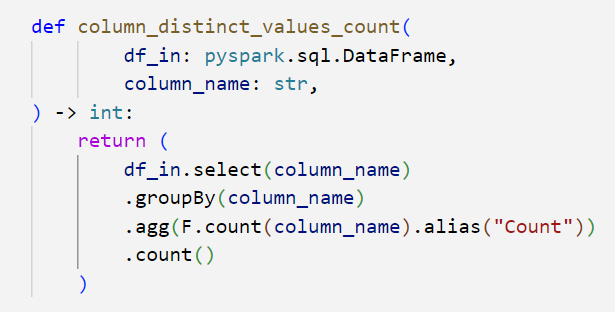 def column_distinct_values_count(
        df_in: pyspark.sql.DataFrame,
        column_name: str,
) -> int:
    return (
        df_in.select(column_name)
        .groupBy(column_name)
        .agg(F.count(column_name).alias("Count"))
        .count()
    )